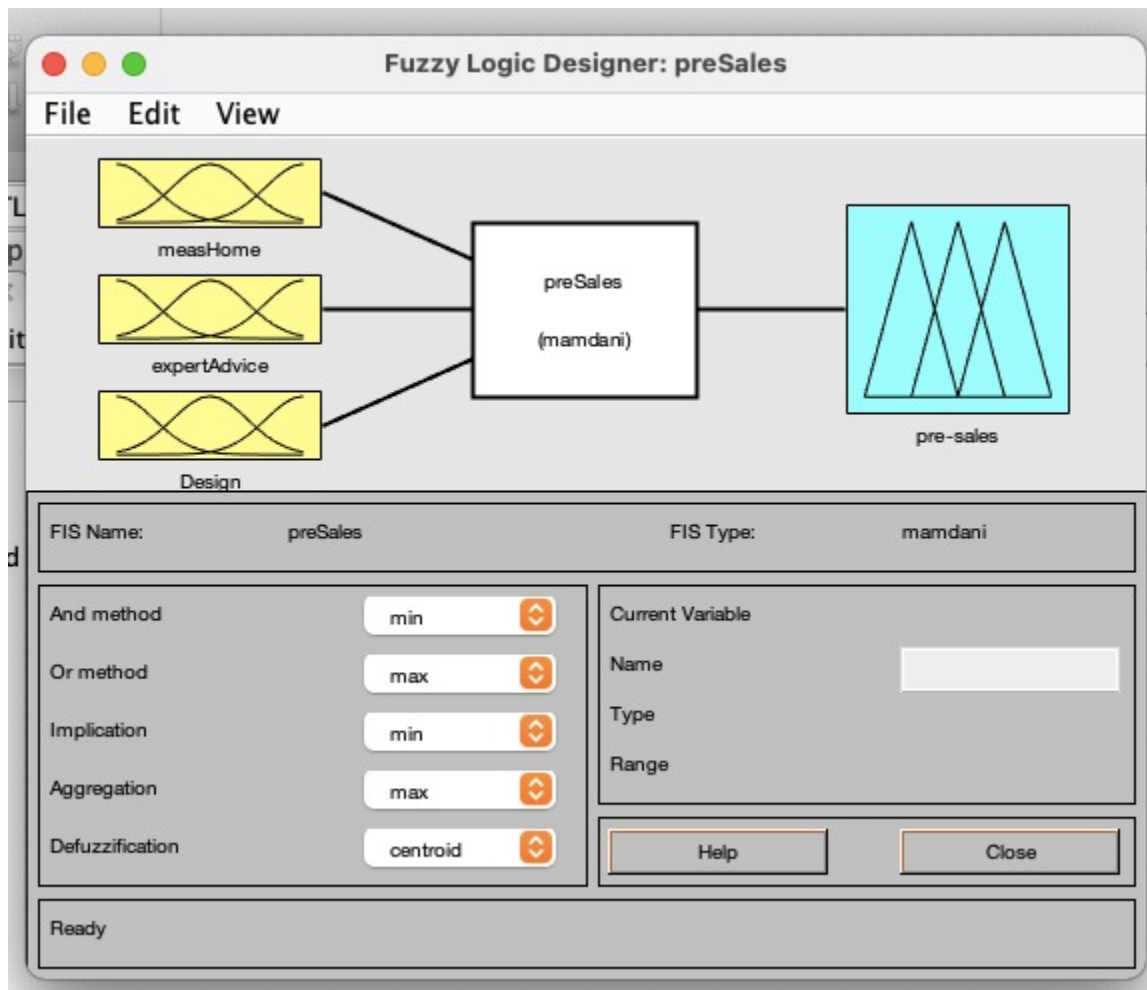 Fuzzy Logic Designer: preSales
File Edit View
measHome
expertAdvice
Design
preSales
(mamdani)
pre-sales
FIS Name: preSales FIS Type: mamdani
And method min
Or method max
Implication min
Aggregation max
Defuzzification centroid
Current Variable
Name
Type
Range
Help Close
Ready